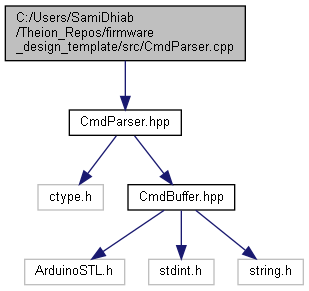 C:/Users/SamiDhiab
/Theion_Repos/firmware
_design_template/src/CmdParser.cpp
CmdParser.hpp
ctype.h
CmdBuffer.hpp
ArduinoSTL.h
stdint.h
string.h